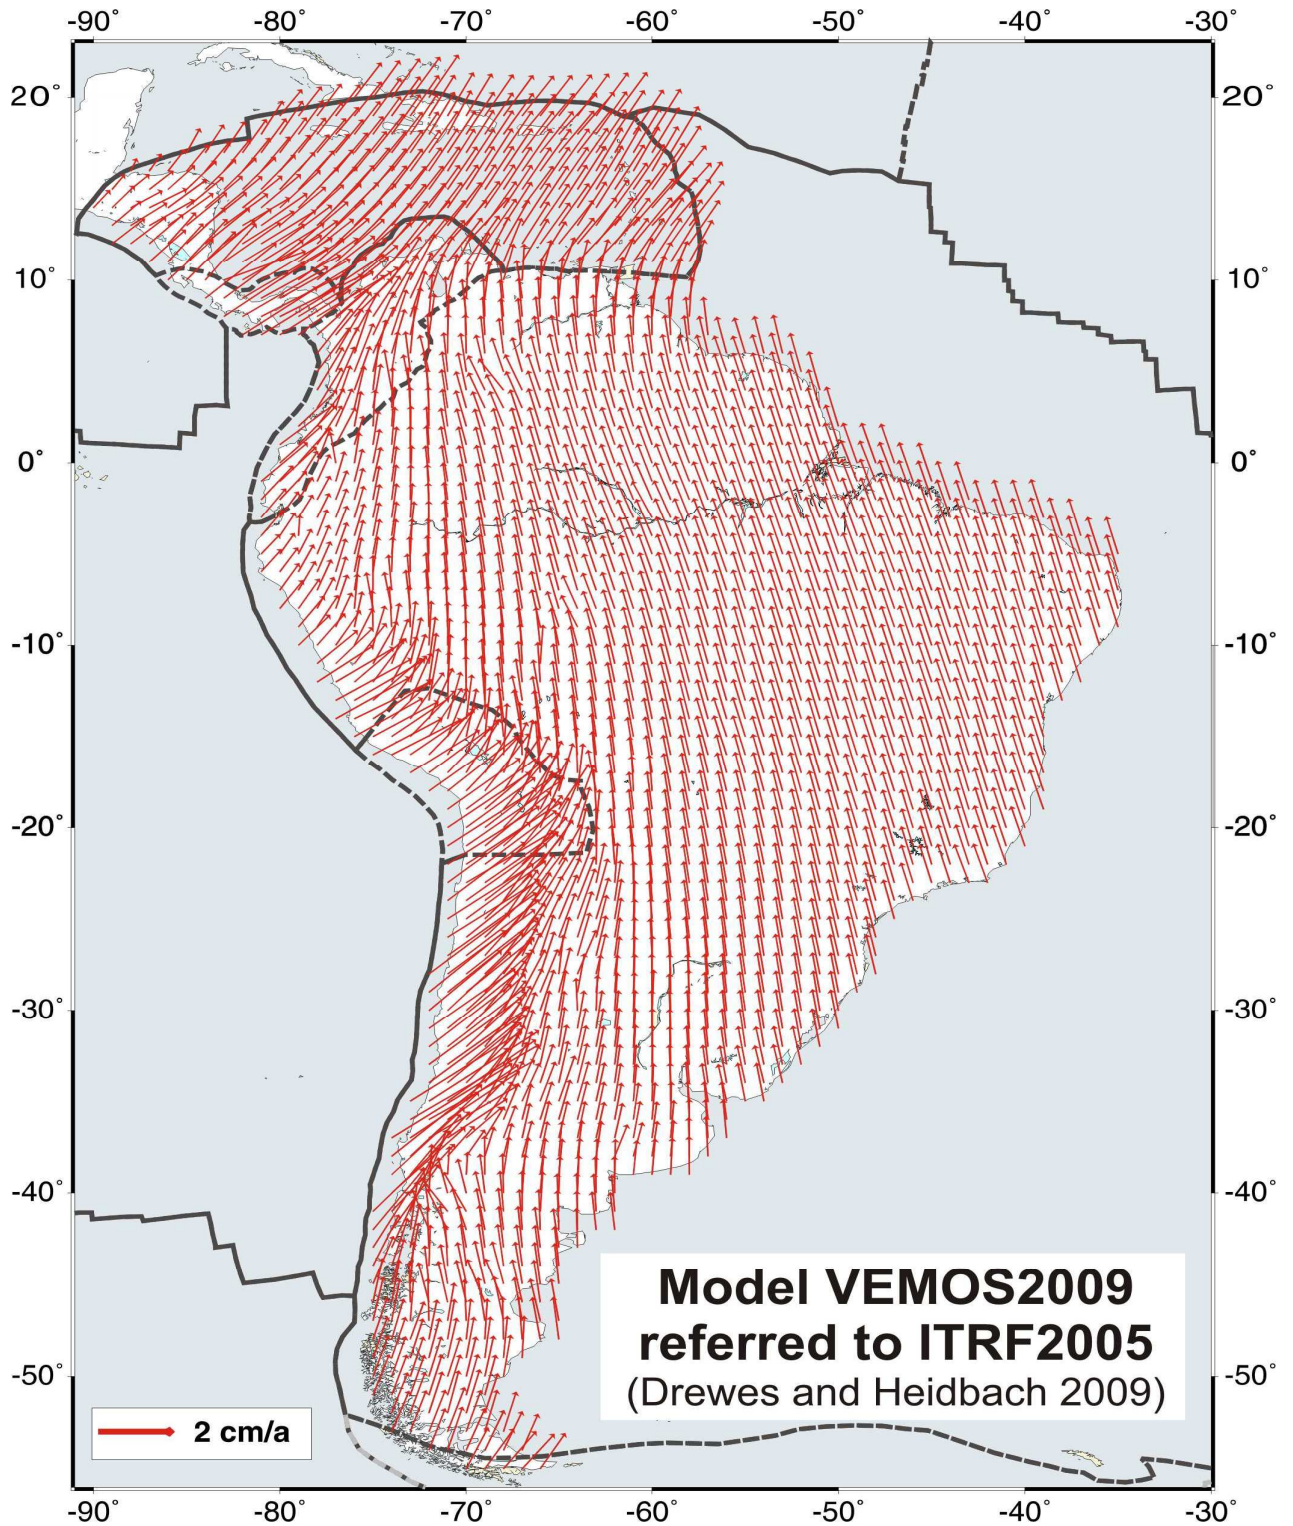 -90° -80° -70° -60° -50° -40° -30°
20° 20°
10° 10°
0° 0°
-10° -10°
-20° -20°
-30° -30°
-40° -40°
Model VEMOS2009
referred to ITRF2005
-50° -50°
(Drewes and Heidbach 2009)
2 cm/a
-90° -80° -70° -60° -50° -40° -30°